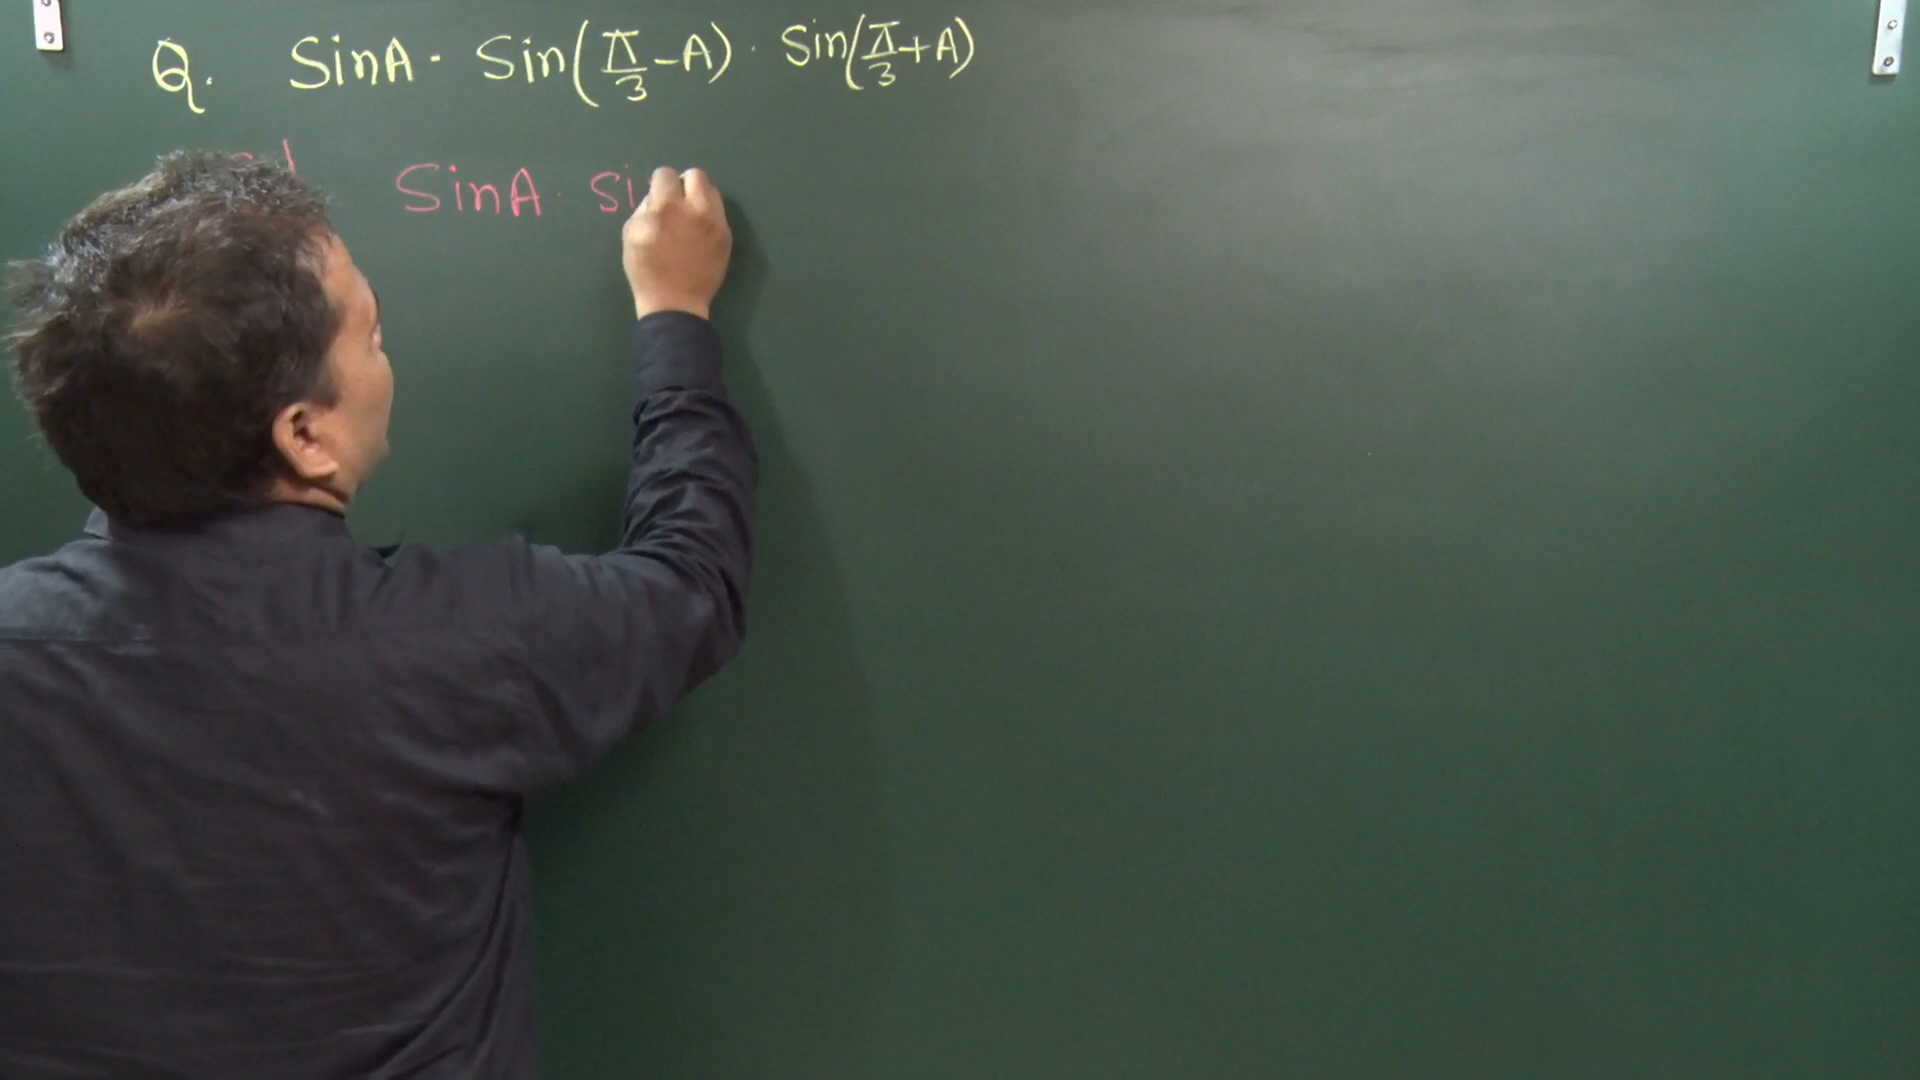 Q. SinA · Sin(π/3 - A) · Sin(π/3 + A)
SinA · Si